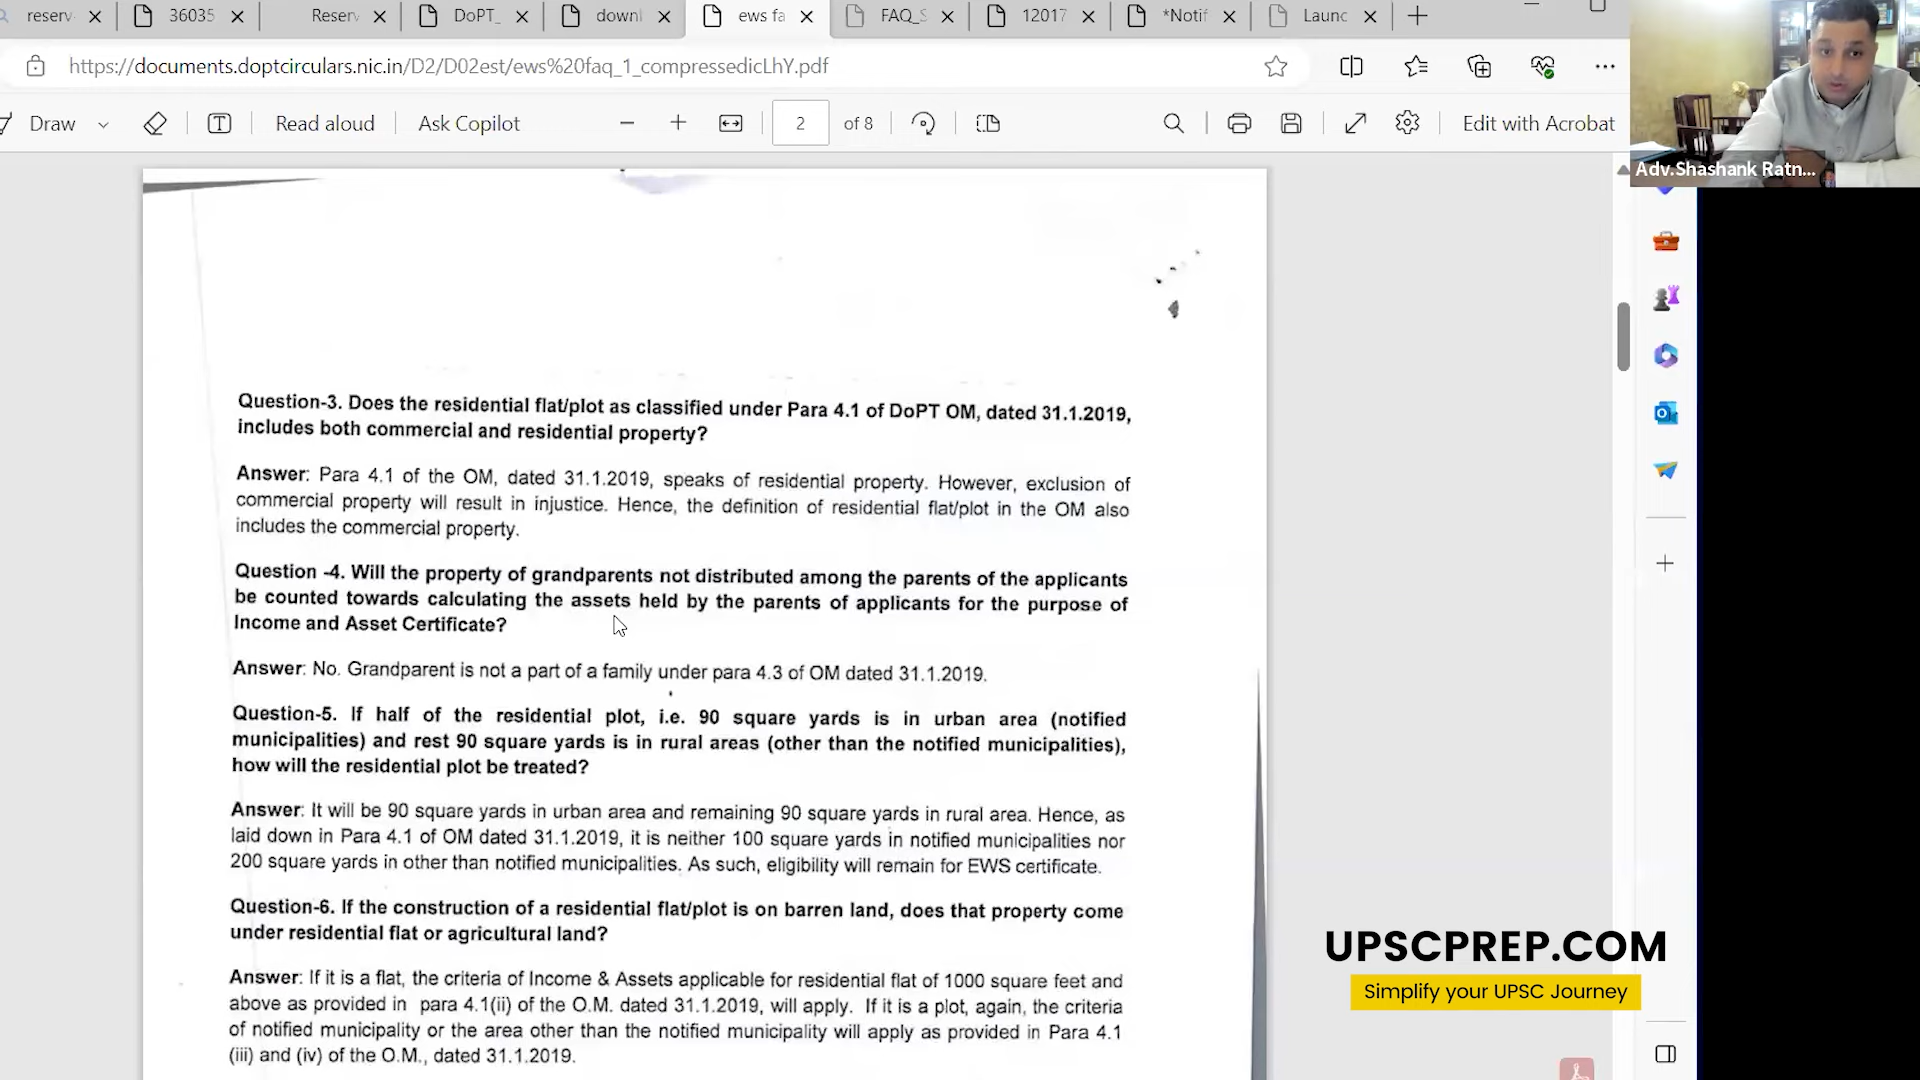 reserv
36035
Reserv
DoPT_
downl
ews fa
FAQ_S
12017
*Notif
Launc
https://documents.doptcirculars.nic.in/D2/D02est/ews%20faq_1_compressedicLhY.pdf
Draw
Read aloud
Ask Copilot
2 of 8
Edit with Acrobat
Adv.Shashank Ratn...
Question-3. Does the residential flat/plot as classified under Para 4.1 of DoPT OM, dated 31.1.2019,
includes both commercial and residential property?
Answer: Para 4.1 of the OM, dated 31.1.2019, speaks of residential property. However, exclusion of
commercial property will result in injustice. Hence, the definition of residential flat/plot in the OM also
includes the commercial property.
Question -4. Will the property of grandparents not distributed among the parents of the applicants
be counted towards calculating the assets held by the parents of applicants for the purpose of
Income and Asset Certificate?
Answer: No. Grandparent is not a part of a family under para 4.3 of OM dated 31.1.2019.
Question-5. If half of the residential plot, i.e. 90 square yards is in urban area (notified
municipalities) and rest 90 square yards is in rural areas (other than the notified municipalities),
how will the residential plot be treated?
Answer: It will be 90 square yards in urban area and remaining 90 square yards in rural area. Hence, as
laid down in Para 4.1 of OM dated 31.1.2019, it is neither 100 square yards in notified municipalities nor
200 square yards in other than notified municipalities. As such, eligibility will remain for EWS certificate.
Question-6. If the construction of a residential flat/plot is on barren land, does that property come
under residential flat or agricultural land?
Answer: If it is a flat, the criteria of Income & Assets applicable for residential flat of 1000 square feet and
above as provided in para 4.1(ii) of the O.M. dated 31.1.2019, will apply. If it is a plot, again, the criteria
of notified municipality or the area other than the notified municipality will apply as provided in Para 4.1
(iii) and (iv) of the O.M., dated 31.1.2019.
UPSCPREP.COM
Simplify your UPSC Journey